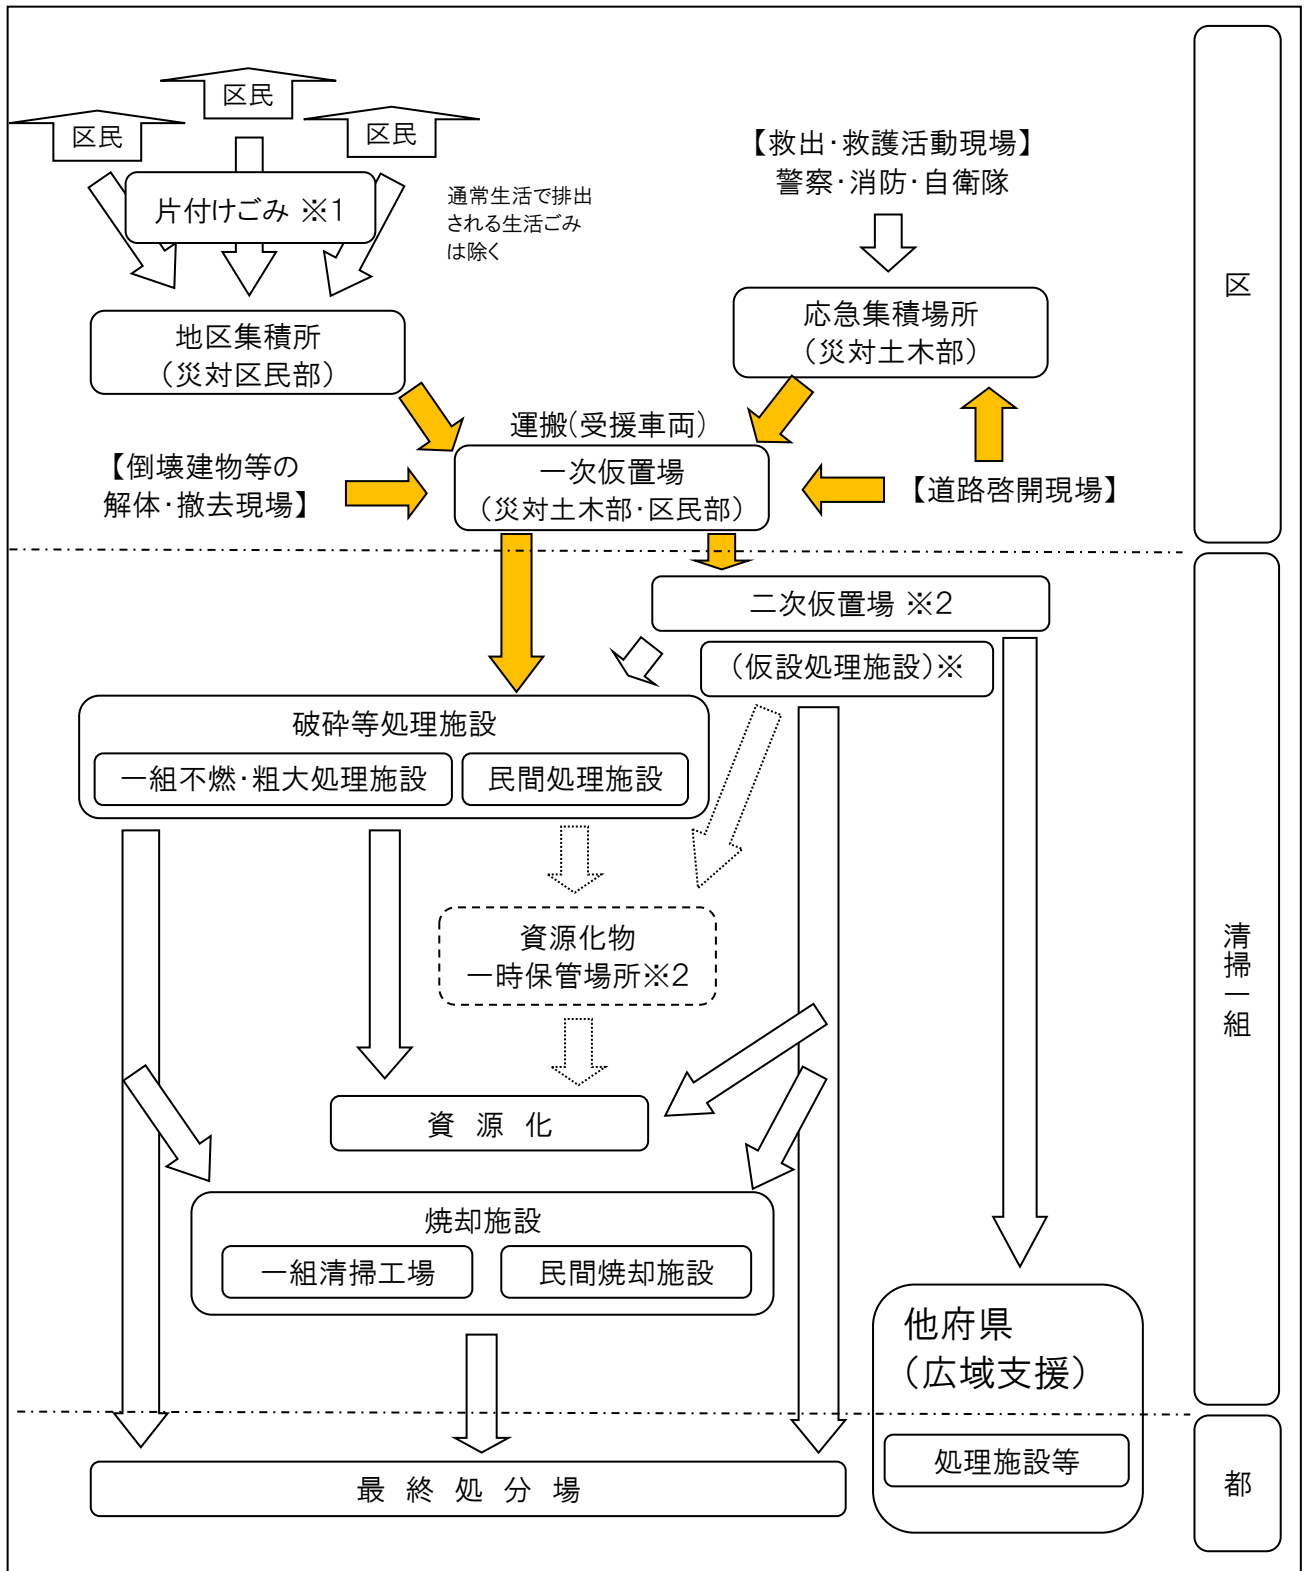 区民
区民
区民
片付けごみ ※1
通常生活で排出
される生活ごみ
は除く
【救出・救護活動現場】
警察・消防・自衛隊
区
地区集積所
（災対区民部）
応急集積場所
（災対土木部）
運搬(受援車両)
【倒壊建物等の
解体・撤去現場】
一次仮置場
（災対土木部・区民部）
【道路啓開現場】
二次仮置場 ※2
（仮設処理施設）※
破砕等処理施設
一組不燃・粗大処理施設
民間処理施設
資源化物
一時保管場所※2
清掃一組
資 源 化
焼却施設
一組清掃工場
民間焼却施設
他府県
（広域支援）
処理施設等
最 終 処 分 場
都